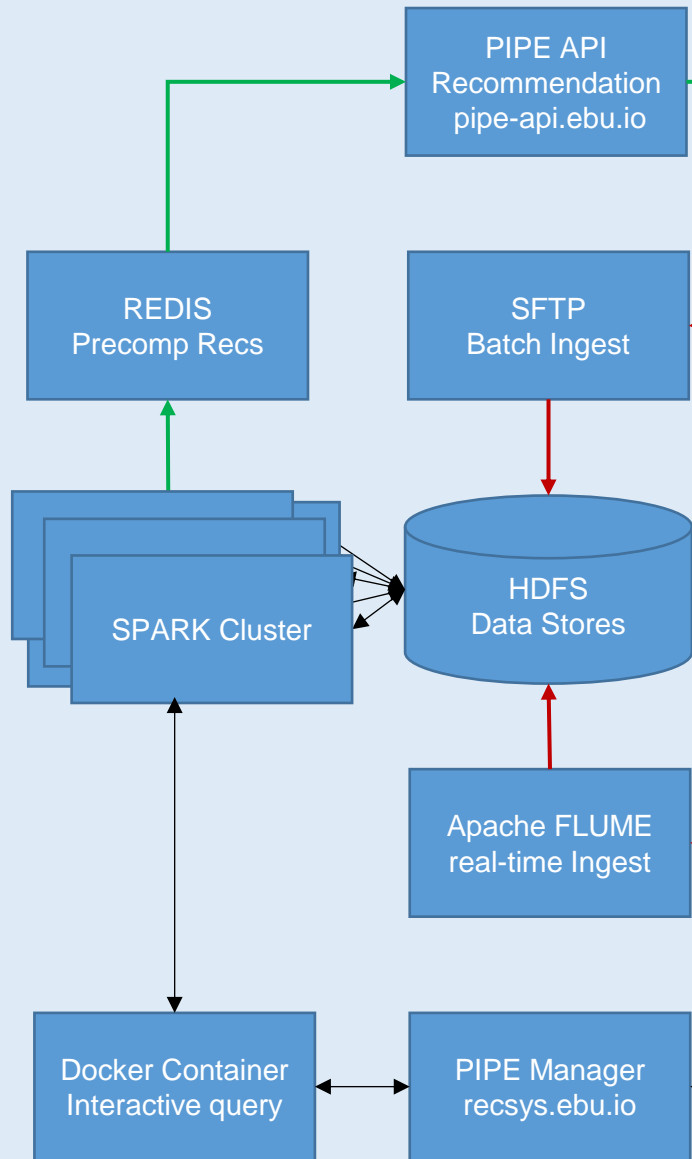 PIPE API
Recommendation
pipe-api.ebu.io
REDIS
Precomp Recs
SFTP
Batch Ingest
SPARK Cluster
HDFS
Data Stores
Apache FLUME
real-time Ingest
Docker Container
Interactive query
PIPE Manager
recsys.ebu.io